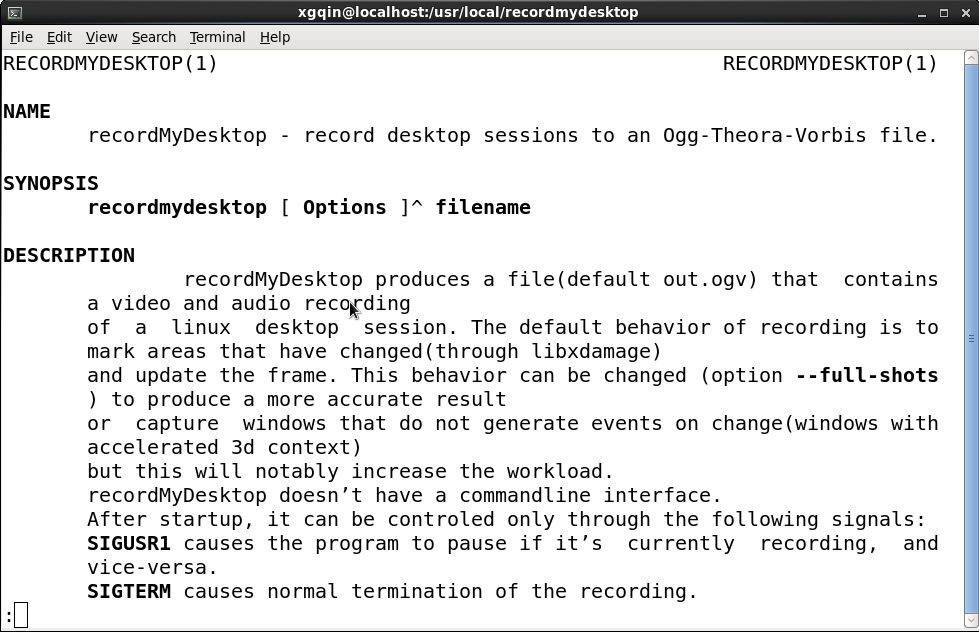 xgqin@localhost:/usr/local/recordmydesktop
File Edit View Search Terminal Help
RECORDMYDESKTOP(1) RECORDMYDESKTOP(1)
NAME
recordMyDesktop - record desktop sessions to an Ogg-Theora-Vorbis file.
SYNOPSIS
recordmydesktop [ Options ]^ filename
DESCRIPTION
recordMyDesktop produces a file(default out.ogv) that contains
a video and audio recording
of a linux desktop session. The default behavior of recording is to
mark areas that have changed(through libxdamage)
and update the frame. This behavior can be changed (option --full-shots
) to produce a more accurate result
or capture windows that do not generate events on change(windows with
accelerated 3d context)
but this will notably increase the workload.
recordMyDesktop doesn’t have a commandline interface.
After startup, it can be controled only through the following signals:
SIGUSR1 causes the program to pause if it’s currently recording, and
vice-versa.
SIGTERM causes normal termination of the recording.
: